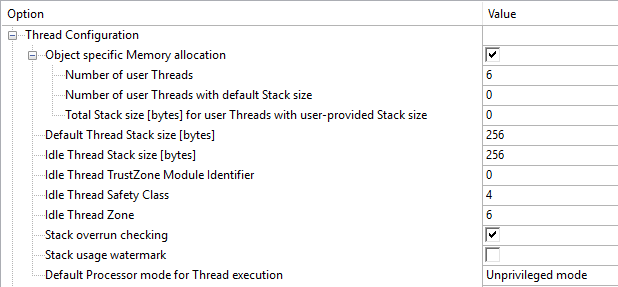 Option Value
Thread Configuration
Object specific Memory allocation
Number of user Threads 6
Number of user Threads with default Stack size 0
Total Stack size [bytes] for user Threads with user-provided Stack size 0
Default Thread Stack size [bytes] 256
Idle Thread Stack size [bytes] 256
Idle Thread TrustZone Module Identifier 0
Idle Thread Safety Class 4
Idle Thread Zone 6
Stack overrun checking
Stack usage watermark
Default Processor mode for Thread execution Unprivileged mode